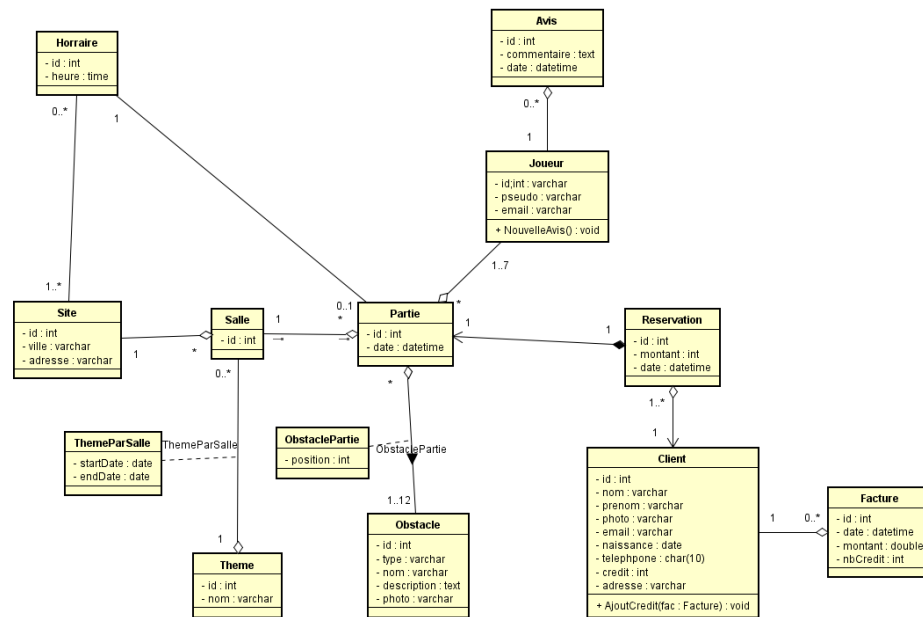 Avis
- id : int
- commentaire : text
- date : datetime
Horraire
- id : int
- heure : time
0..*
1
0..*
1
Joueur
- id;int : varchar
- pseudo : varchar
- email : varchar
+ NouvelleAvis() : void
1..7
*
1..*
0..1
*
Site
- id : int
- ville : varchar
- adresse : varchar
1
*
Salle
- id : int
1
Partie
- id : int
- date : datetime
1
1
Reservation
- id : int
- montant : int
- date : datetime
0..*
*
1..*
1
ThemeParSalle
- startDate : date
- endDate : date
ThemeParSalle
ObstaclePartie
- position : int
ObstaclePartie
1..12
1
Theme
- id : int
- nom : varchar
Obstacle
- id : int
- type : varchar
- nom : varchar
- description : text
- photo : varchar
Client
- id : int
- nom : varchar
- prenom : varchar
- photo : varchar
- email : varchar
- naissance : date
- telephpone : char(10)
- credit : int
- adresse : varchar
+ AjoutCredit(fac : Facture) : void
1
0..*
Facture
- id : int
- date : datetime
- montant : double
- nbCredit : int